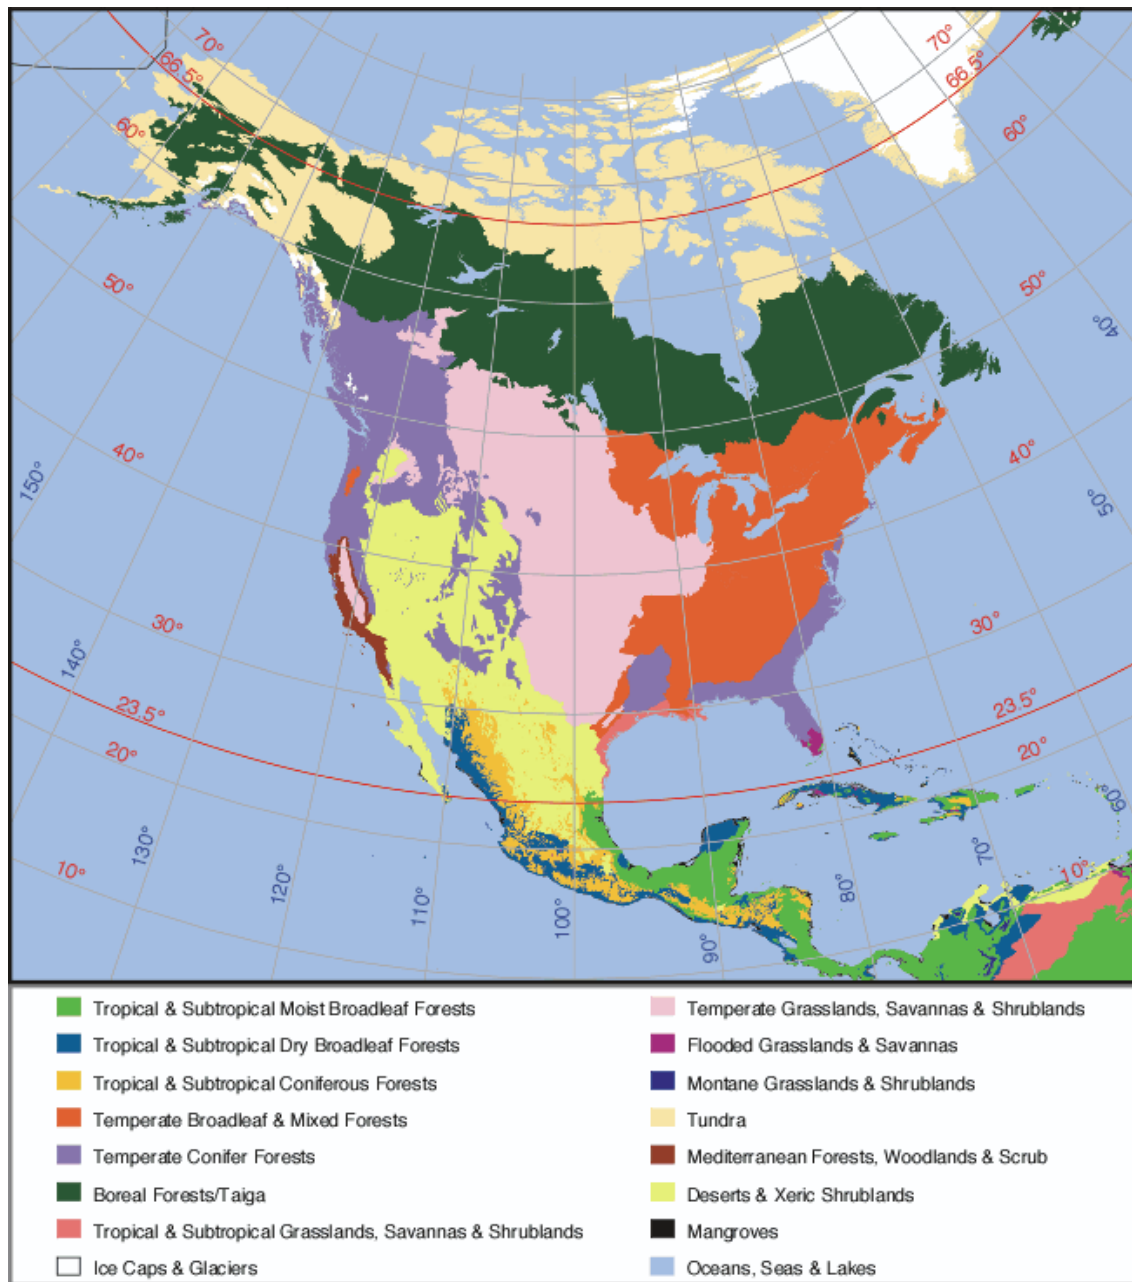 70°
70°
66.5°
66.5°
60°
60°
50°
50°
40°
40°
40°
50°
150°
30°
30°
140°
23.5°
23.5°
20°
20°
60°
130°
70°
10°
10°
120°
110°
100°
90°
80°
Tropical & Subtropical Moist Broadleaf Forests
Tropical & Subtropical Dry Broadleaf Forests
Tropical & Subtropical Coniferous Forests
Temperate Broadleaf & Mixed Forests
Temperate Conifer Forests
Boreal Forests/Taiga
Tropical & Subtropical Grasslands, Savannas & Shrublands
Ice Caps & Glaciers
Temperate Grasslands, Savannas & Shrublands
Flooded Grasslands & Savannas
Montane Grasslands & Shrublands
Tundra
Mediterranean Forests, Woodlands & Scrub
Deserts & Xeric Shrublands
Mangroves
Oceans, Seas & Lakes